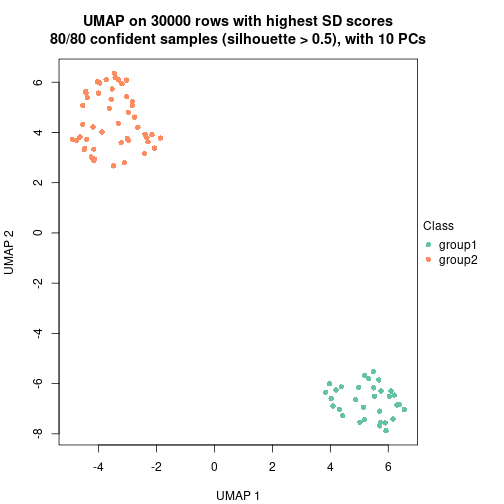 UMAP on 30000 rows with highest SD scores
80/80 confident samples (silhouette > 0.5), with 10 PCs
6
4
2
0
-2
-4
-6
-8
UMAP 2
-4
-2
0
2
4
6
UMAP 1
Class
group1
group2